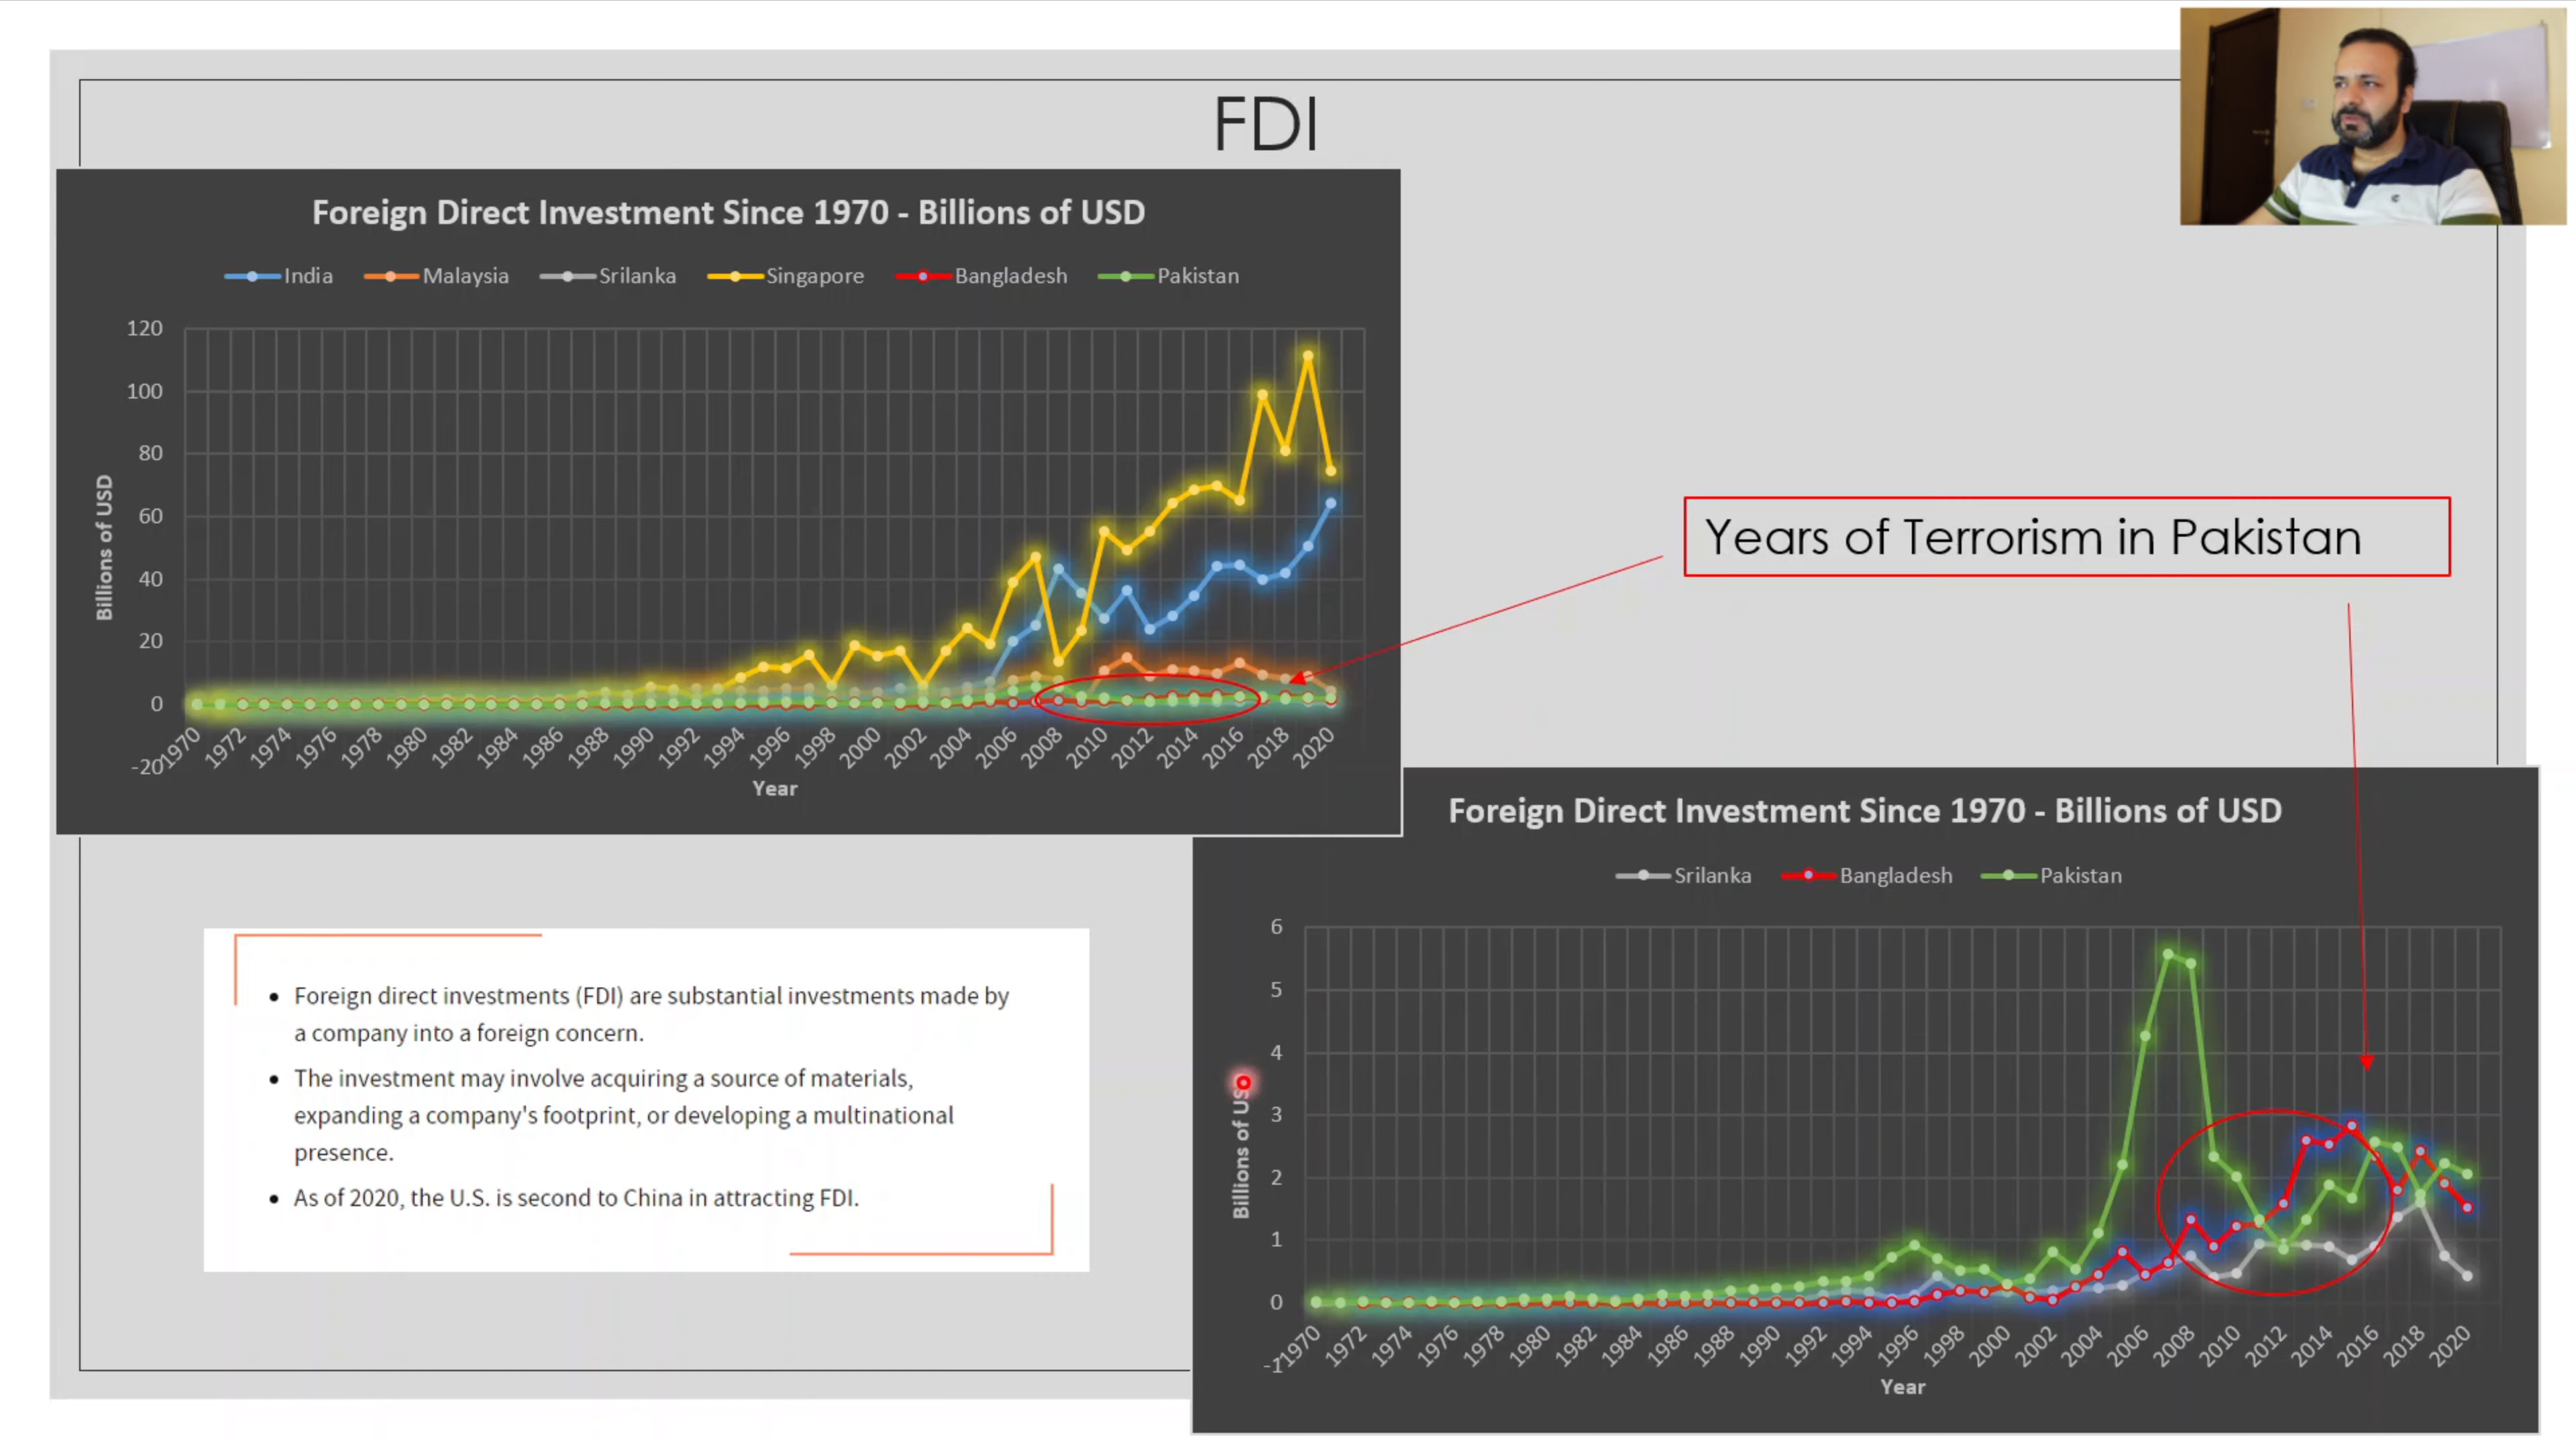 FDI
Foreign Direct Investment Since 1970 - Billions of USD
India Malaysia Srilanka Singapore Bangladesh Pakistan
120
100
80
60
40
20
0
-20
Billions of USD
1970 1972 1974 1976 1978 1980 1982 1984 1986 1988 1990 1992 1994 1996 1998 2000 2002 2004 2006 2008 2010 2012 2014 2016 2018 2020
Year
Years of Terrorism in Pakistan
Foreign direct investments (FDI) are substantial investments made by
a company into a foreign concern.
The investment may involve acquiring a source of materials,
expanding a company's footprint, or developing a multinational
presence.
As of 2020, the U.S. is second to China in attracting FDI.
Foreign Direct Investment Since 1970 - Billions of USD
Srilanka Bangladesh Pakistan
6
5
4
3
2
1
0
-1
Billions of US
1970 1972 1974 1976 1978 1980 1982 1984 1986 1988 1990 1992 1994 1996 1998 2000 2002 2004 2006 2008 2010 2012 2014 2016 2018 2020
Year